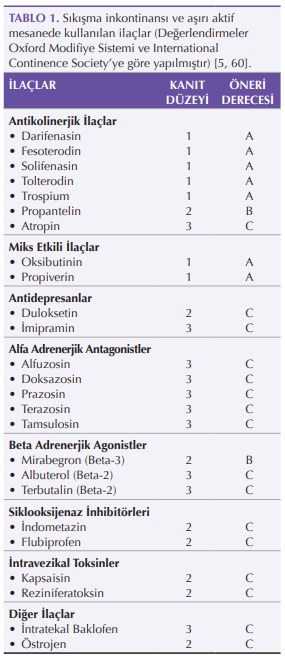 TABLO 1. Sıkışma inkontinansı ve aşırı aktif
mesanede kullanılan ilaçlar (Değerlendirmeler
Oxford Modifiye Sistemi ve International
Continence Society’ye göre yapılmıştır) [5, 60].
İLAÇLAR KANIT DÜZEYİ ÖNERİ DERECESİ
Antikolinerjik İlaçlar
• Darifenasin 1 A
• Fesoterodin 1 A
• Solifenasin 1 A
• Tolterodin 1 A
• Trospium 1 A
• Propantelin 2 B
• Atropin 3 C
Miks Etkili İlaçlar
• Oksibutinin 1 A
• Propiverin 1 A
Antidepresanlar
• Duloksetin 2 C
• İmipramin 3 C
Alfa Adrenerjik Antagonistler
• Alfuzosin 3 C
• Doksazosin 3 C
• Prazosin 3 C
• Terazosin 3 C
• Tamsulosin 3 C
Beta Adrenerjik Agonistler
• Mirabegron (Beta-3) 2 B
• Albuterol (Beta-2) 3 C
• Terbutalin (Beta-2) 3 C
Siklooksijenaz İnhibitörleri
• İndometazin 2 C
• Flubiprofen 2 C
İntravezikal Toksinler
• Kapsaisin 2 C
• Reziniferatoksin 2 C
Diğer İlaçlar
• İntratekal Baklofen 3 C
• Östrojen 2 C